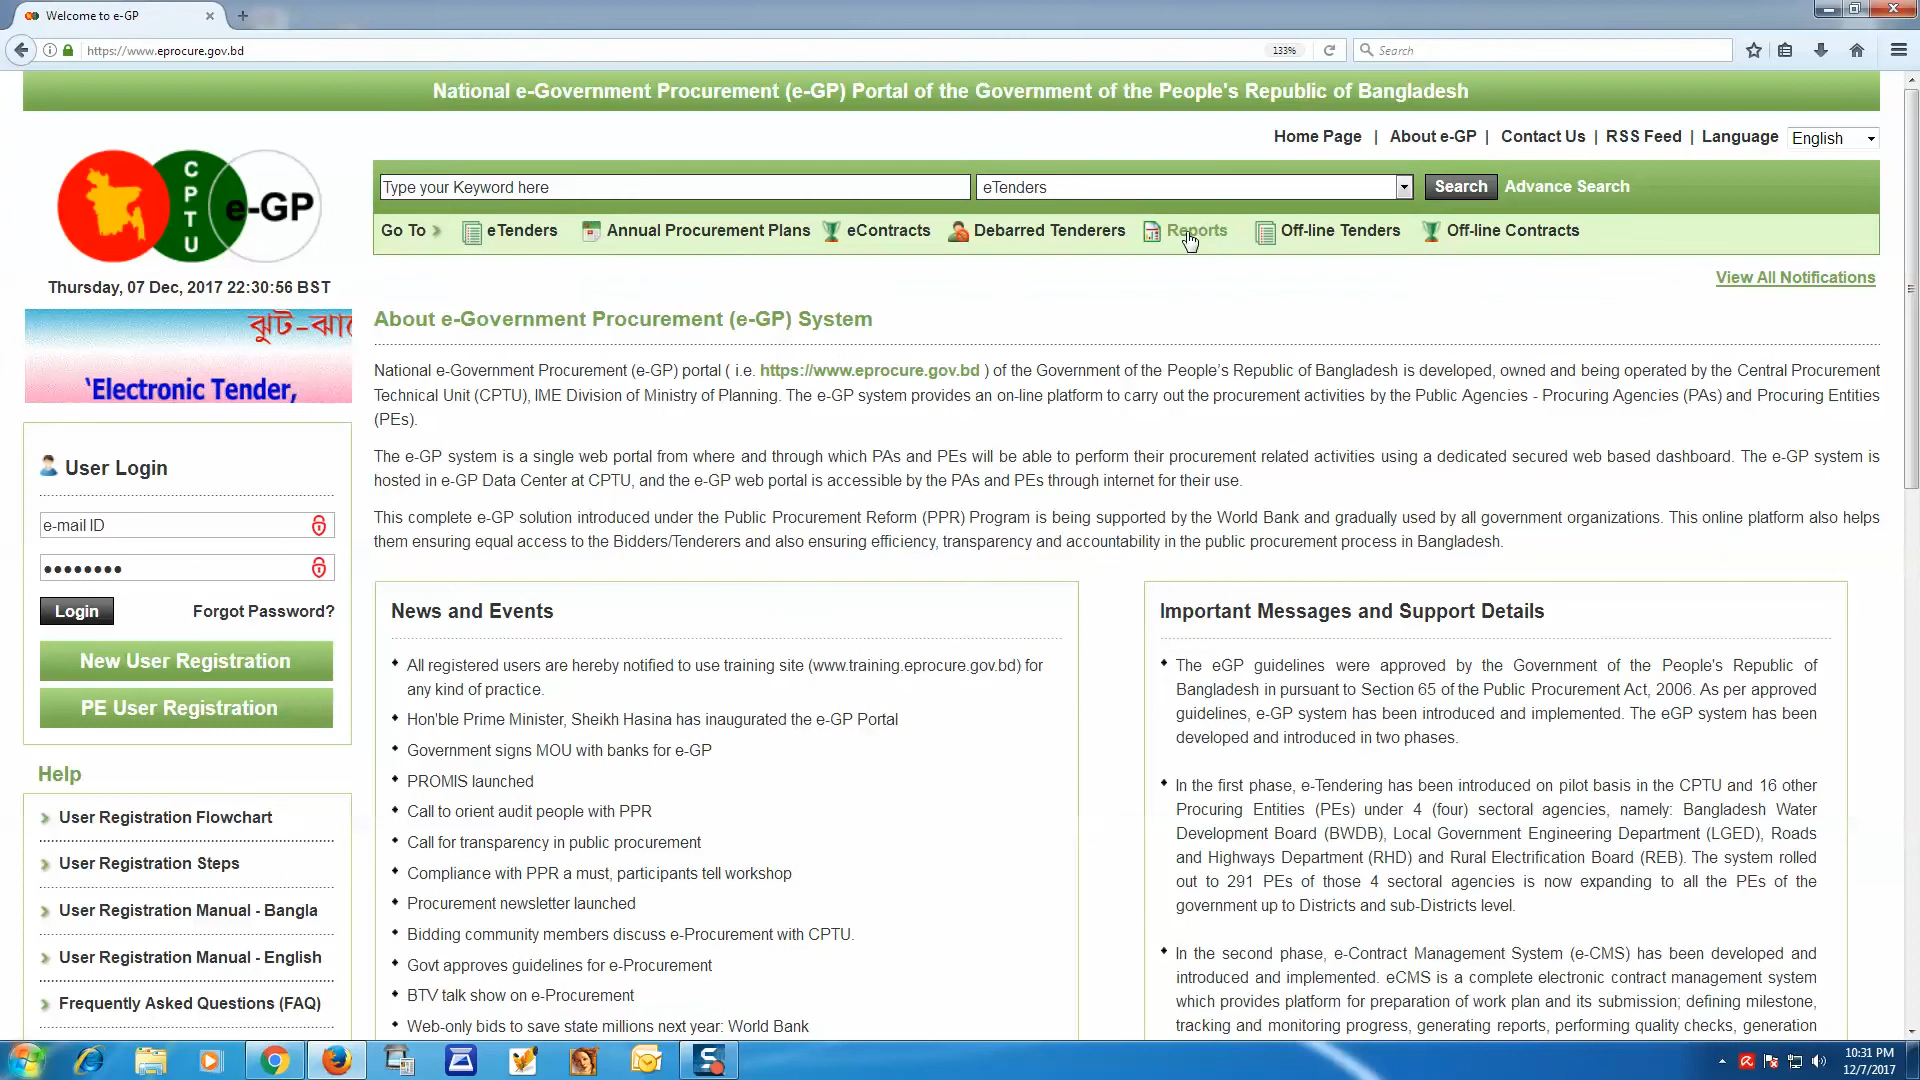 Welcome to e-GP
https://www.eprocure.gov.bd
133%
Search
National e-Government Procurement (e-GP) Portal of the Government of the People's Republic of Bangladesh
Home Page | About e-GP | Contact Us | RSS Feed | Language English
CPTU
e-GP
Type your Keyword here
eTenders
Search
Advance Search
Go To
eTenders
Annual Procurement Plans
eContracts
Debarred Tenderers
Reports
Off-line Tenders
Off-line Contracts
Thursday, 07 Dec, 2017 22:30:56 BST
View All Notifications
‘Electronic Tender,
User Login
e-mail ID
Login
Forgot Password?
New User Registration
PE User Registration
Help
User Registration Flowchart
User Registration Steps
User Registration Manual - Bangla
User Registration Manual - English
Frequently Asked Questions (FAQ)
About e-Government Procurement (e-GP) System
National e-Government Procurement (e-GP) portal ( i.e. https://www.eprocure.gov.bd ) of the Government of the People’s Republic of Bangladesh is developed, owned and being operated by the Central Procurement
Technical Unit (CPTU), IME Division of Ministry of Planning. The e-GP system provides an on-line platform to carry out the procurement activities by the Public Agencies - Procuring Agencies (PAs) and Procuring Entities
(PEs).
The e-GP system is a single web portal from where and through which PAs and PEs will be able to perform their procurement related activities using a dedicated secured web based dashboard. The e-GP system is
hosted in e-GP Data Center at CPTU, and the e-GP web portal is accessible by the PAs and PEs through internet for their use.
This complete e-GP solution introduced under the Public Procurement Reform (PPR) Program is being supported by the World Bank and gradually used by all government organizations. This online platform also helps
them ensuring equal access to the Bidders/Tenderers and also ensuring efficiency, transparency and accountability in the public procurement process in Bangladesh.
News and Events
All registered users are hereby notified to use training site (www.training.eprocure.gov.bd) for
any kind of practice.
Hon'ble Prime Minister, Sheikh Hasina has inaugurated the e-GP Portal
Government signs MOU with banks for e-GP
PROMIS launched
Call to orient audit people with PPR
Call for transparency in public procurement
Compliance with PPR a must, participants tell workshop
Procurement newsletter launched
Bidding community members discuss e-Procurement with CPTU.
Govt approves guidelines for e-Procurement
BTV talk show on e-Procurement
Web-only bids to save state millions next year: World Bank
Important Messages and Support Details
The eGP guidelines were approved by the Government of the People's Republic of
Bangladesh in pursuant to Section 65 of the Public Procurement Act, 2006. As per approved
guidelines, e-GP system has been introduced and implemented. The eGP system has been
developed and introduced in two phases.
In the first phase, e-Tendering has been introduced on pilot basis in the CPTU and 16 other
Procuring Entities (PEs) under 4 (four) sectoral agencies, namely: Bangladesh Water
Development Board (BWDB), Local Government Engineering Department (LGED), Roads
and Highways Department (RHD) and Rural Electrification Board (REB). The system rolled
out to 291 PEs of those 4 sectoral agencies is now expanding to all the PEs of the
government up to Districts and sub-Districts level.
In the second phase, e-Contract Management System (e-CMS) has been developed and
introduced and implemented. eCMS is a complete electronic contract management system
which provides platform for preparation of work plan and its submission; defining milestone,
tracking and monitoring progress, generating reports, performing quality checks, generation
10:31 PM
12/7/2017